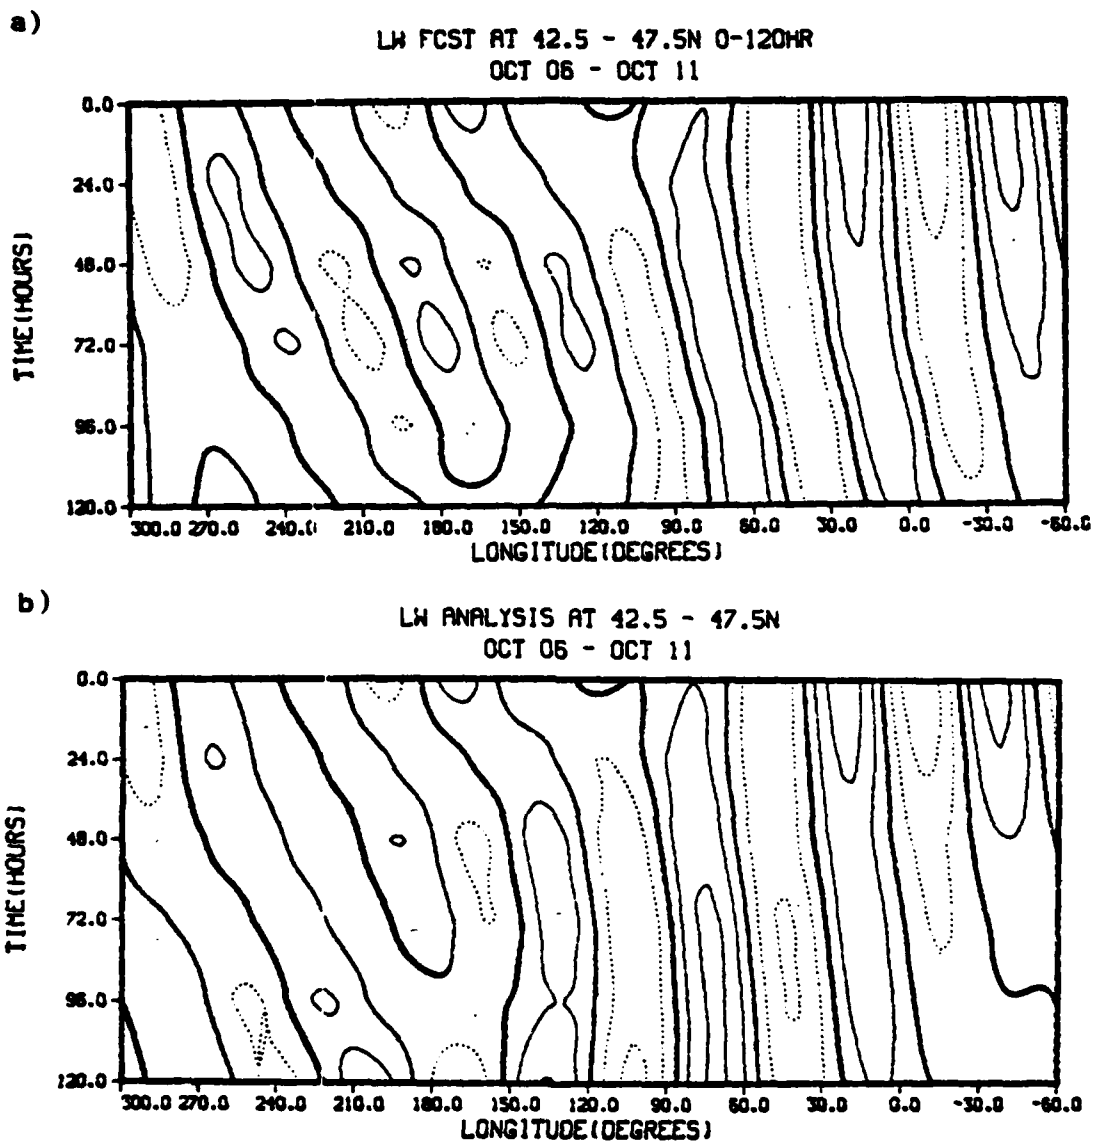 a)
LW FCST AT 42.5 - 47.5N 0-120HR
OCT 06 - OCT 11
0.0
24.0
48.0
72.0
96.0
120.0
TIME(HOURS)
300.0 270.0 240.0 210.0 180.0 150.0 120.0 90.0 60.0 30.0 0.0 -30.0 -60.0
LONGITUDE(DEGREES)
b)
LW ANALYSIS AT 42.5 - 47.5N
OCT 06 - OCT 11
0.0
24.0
48.0
72.0
96.0
120.0
TIME(HOURS)
300.0 270.0 240.0 210.0 180.0 150.0 120.0 90.0 60.0 30.0 0.0 -30.0 -60.0
LONGITUDE(DEGREES)